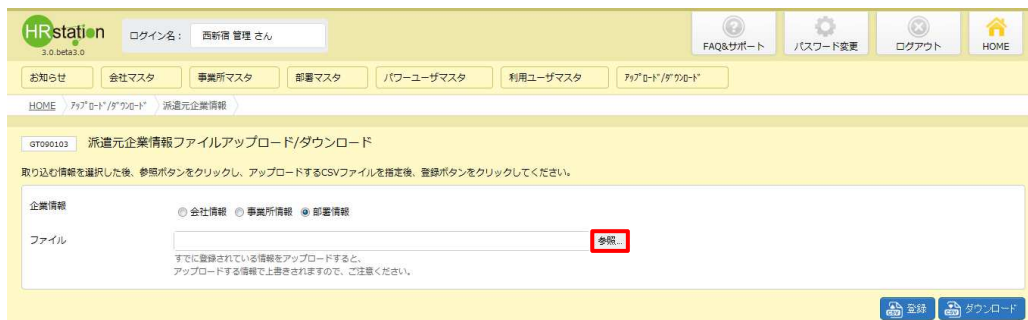 HRstation
3.0.beta3.0
ログイン名： 西新宿 管理 さん
FAQ&サポート
パスワード変更
ログアウト
HOME
お知らせ
会社マスタ
事業所マスタ
部署マスタ
パワーユーザマスタ
利用ユーザマスタ
ｱｯﾌﾟﾛｰﾄﾞ/ﾀﾞｳﾝﾛｰﾄﾞ
HOME ｱｯﾌﾟﾛｰﾄﾞ/ﾀﾞｳﾝﾛｰﾄﾞ 派遣元企業情報
GT090103 派遣元企業情報ファイルアップロード/ダウンロード
取り込む情報を選択した後、参照ボタンをクリックし、アップロードするCSVファイルを指定後、登録ボタンをクリックしてください。
企業情報
会社情報 事業所情報 部署情報
ファイル
参照...
すでに登録されている情報をアップロードすると、
アップロードする情報で上書きされますので、ご注意ください。
CSV 登録
CSV ダウンロード